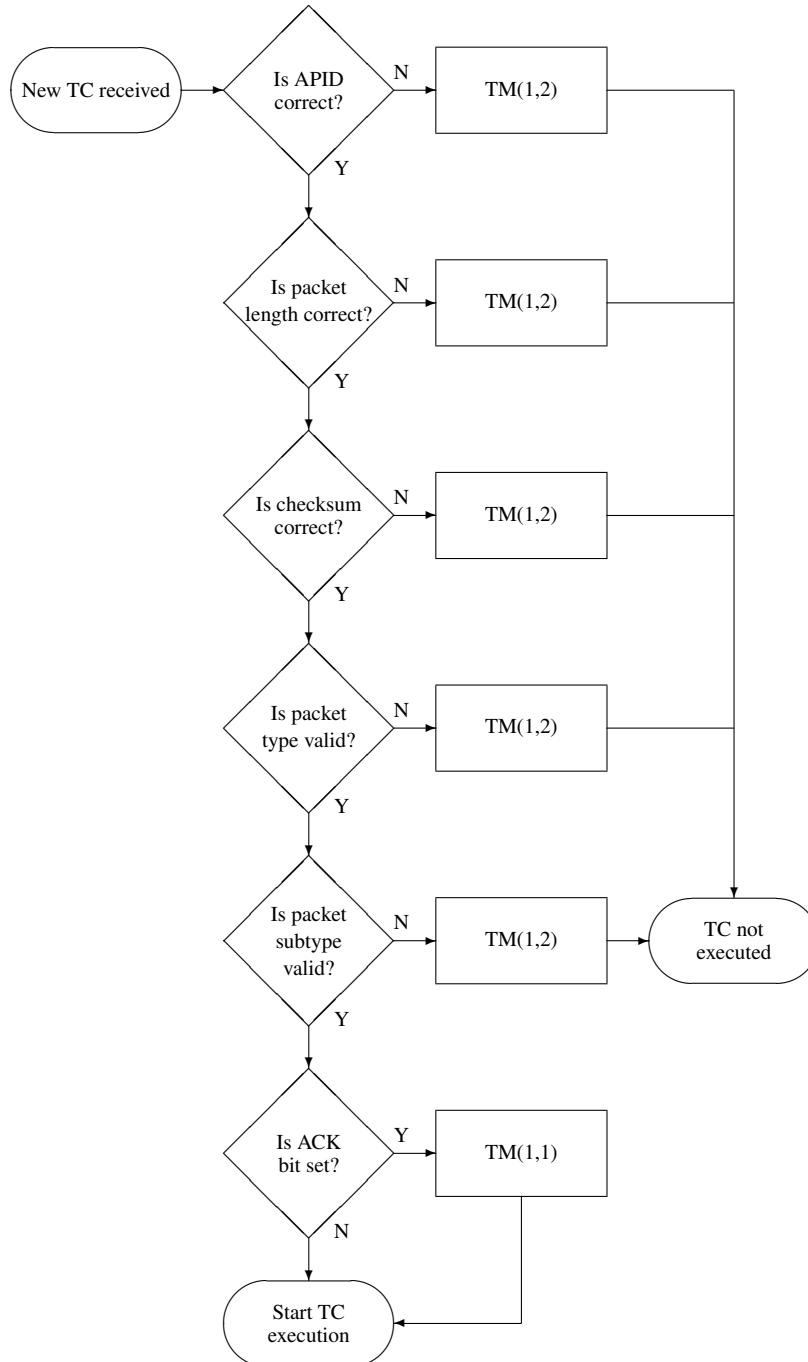 New TC received
Is APID
correct?
N
TM(1,2)
Y
Is packet
length correct?
N
TM(1,2)
Y
Is checksum
correct?
N
TM(1,2)
Y
Is packet
type valid?
N
TM(1,2)
Y
Is packet
subtype
valid?
N
TM(1,2)
TC not
executed
Y
Is ACK
bit set?
Y
TM(1,1)
N
Start TC
execution